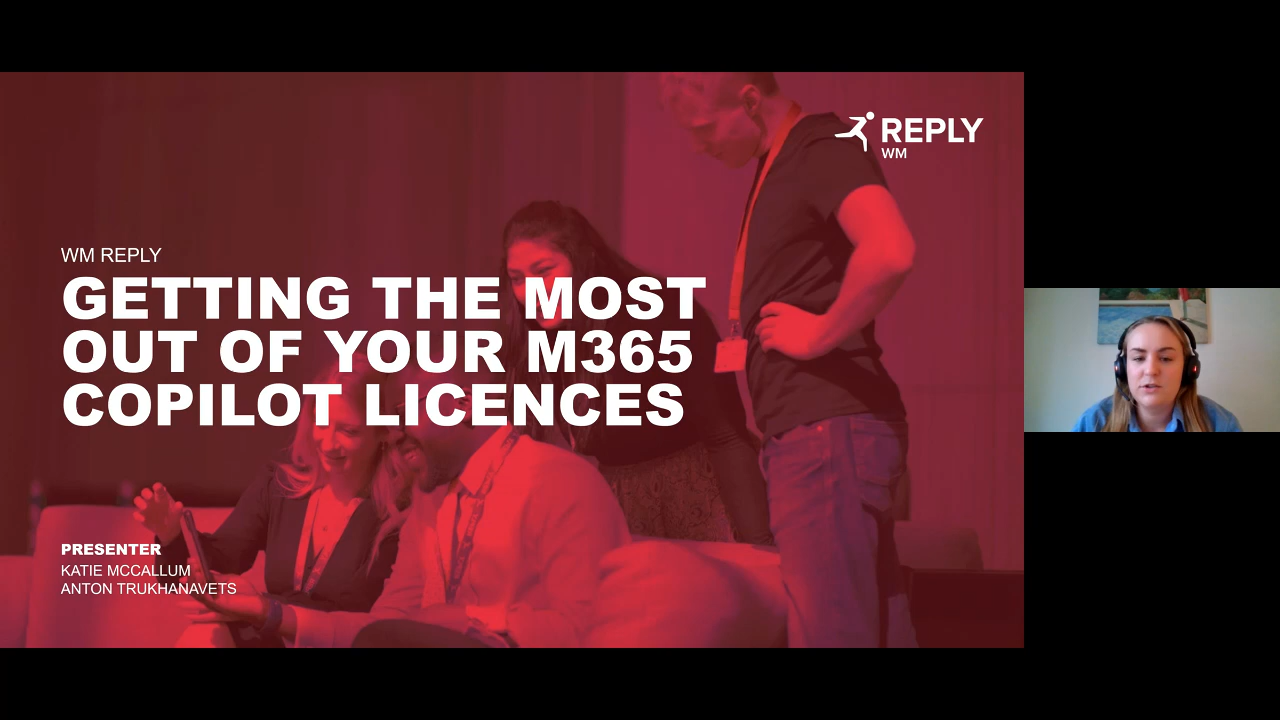 REPLY
WM
WM REPLY
GETTING THE MOST
OUT OF YOUR M365
COPILOT LICENCES
PRESENTER
KATIE MCCALLUM
ANTON TRUKHANAVETS